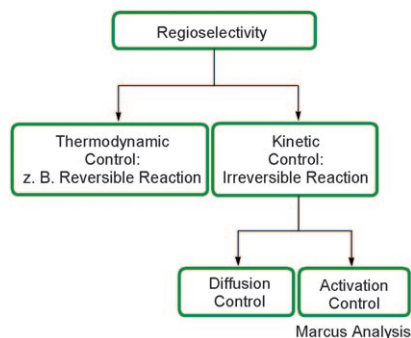 Regioselectivity
Thermodynamic
Control:
z. B. Reversible Reaction
Kinetic
Control:
Irreversible Reaction
Diffusion
Control
Activation
Control
Marcus Analysis